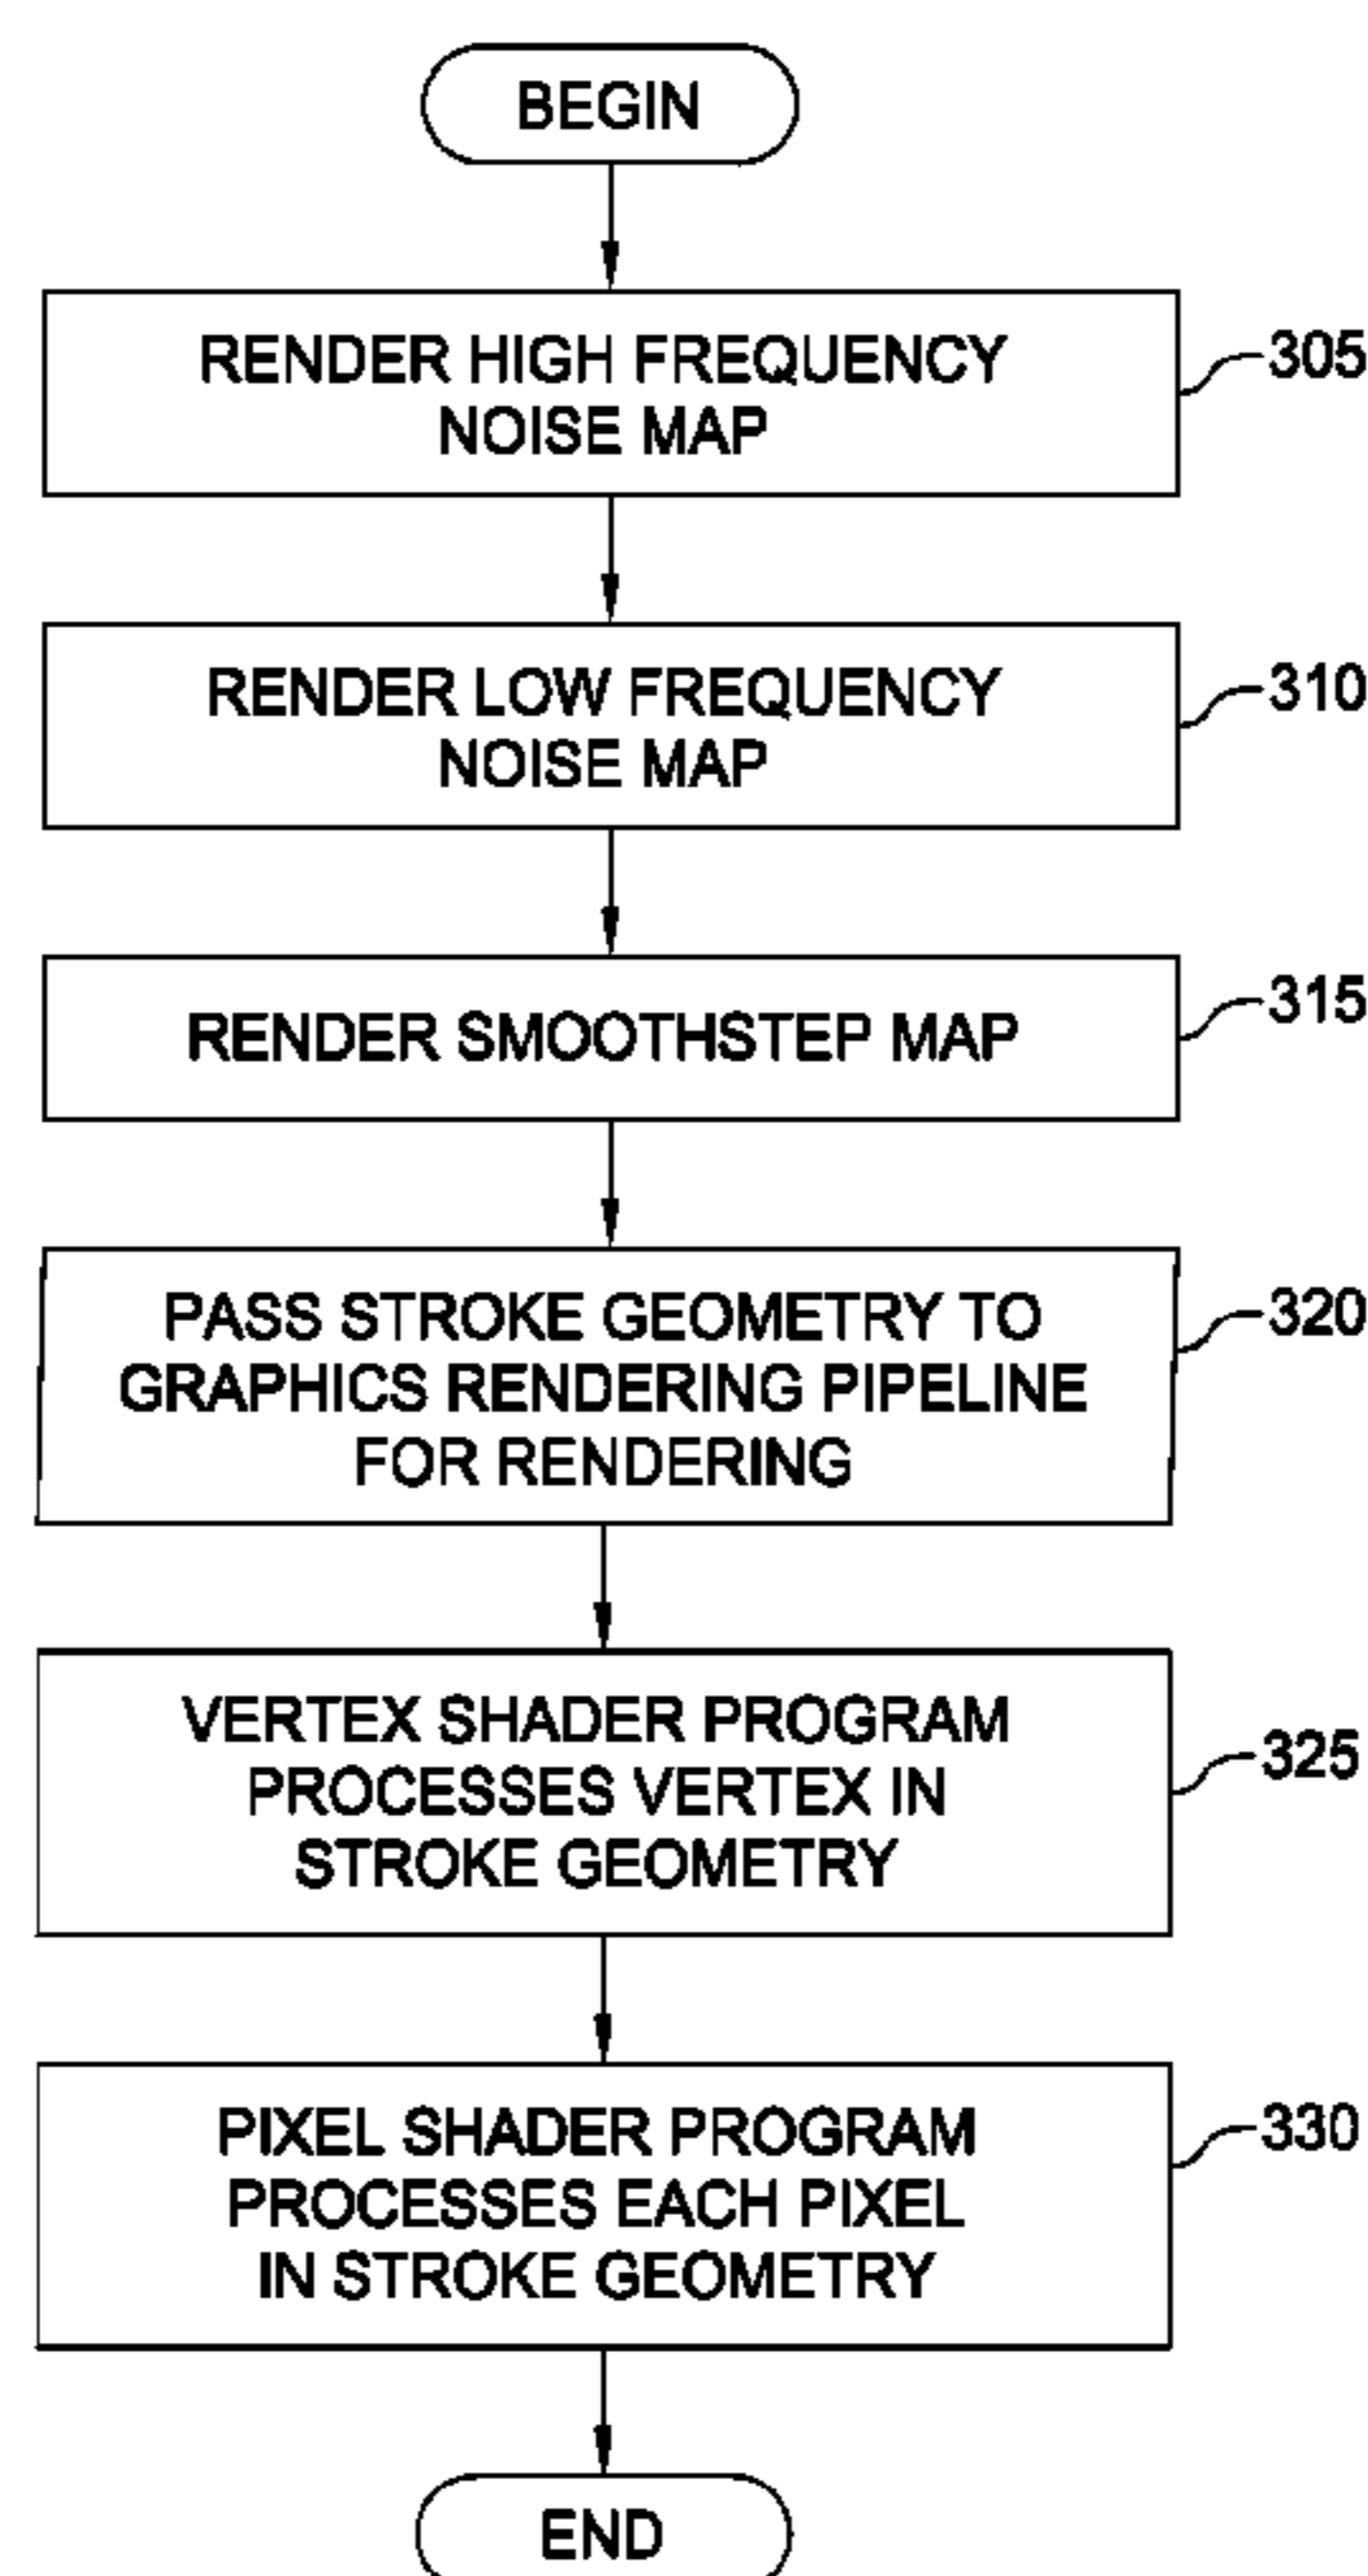 BEGIN
RENDER HIGH FREQUENCY
NOISE MAP
305
RENDER LOW FREQUENCY
NOISE MAP
310
RENDER SMOOTHSTEP MAP
315
PASS STROKE GEOMETRY TO
GRAPHICS RENDERING PIPELINE
FOR RENDERING
320
VERTEX SHADER PROGRAM
PROCESSES VERTEX IN
STROKE GEOMETRY
325
PIXEL SHADER PROGRAM
PROCESSES EACH PIXEL
IN STROKE GEOMETRY
330
END